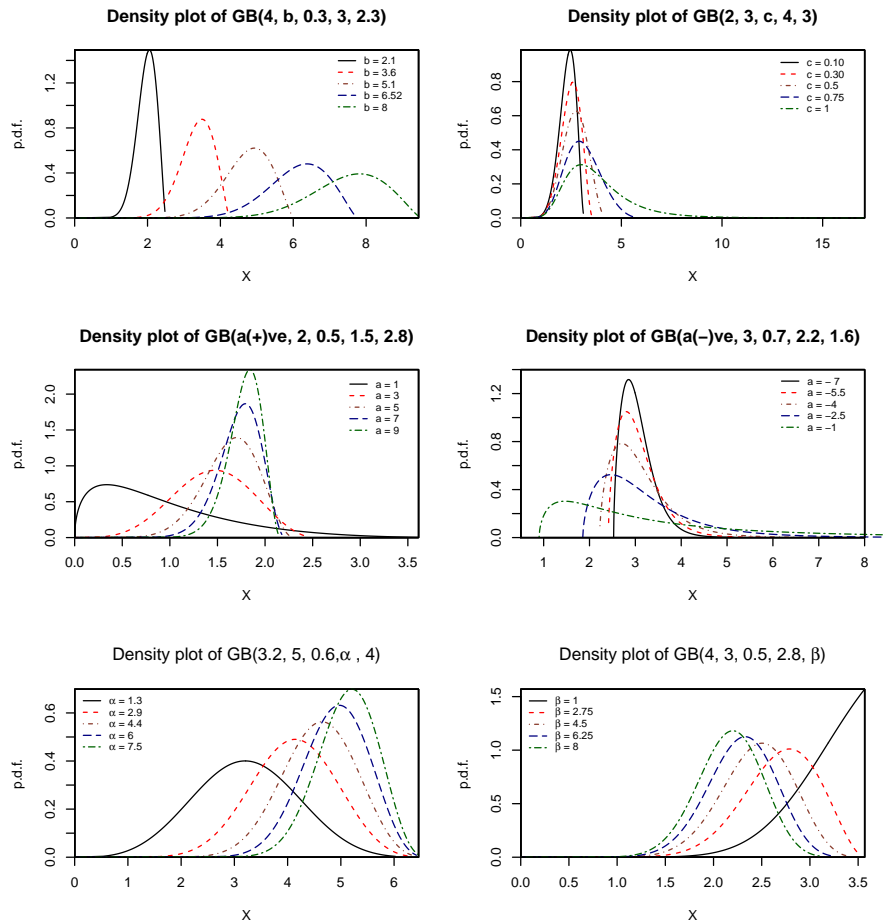 Density plot of GB(4, b, 0.3, 3, 2.3)
p.d.f.
0.0 0.4 0.8 1.2
b = 2.1
b = 3.6
b = 5.1
b = 6.52
b = 8
0 2 4 6 8
X
Density plot of GB(2, 3, c, 4, 3)
p.d.f.
0.0 0.2 0.4 0.6 0.8
c = 0.10
c = 0.30
c = 0.5
c = 0.75
c = 1
0 5 10 15
X
Density plot of GB(a(+)ve, 2, 0.5, 1.5, 2.8)
p.d.f.
0.0 0.5 1.0 1.5 2.0
a = 1
a = 3
a = 5
a = 7
a = 9
0.0 0.5 1.0 1.5 2.0 2.5 3.0 3.5
X
Density plot of GB(a(−)ve, 3, 0.7, 2.2, 1.6)
p.d.f.
0.0 0.4 0.8 1.2
a = − 7
a = −5.5
a = −4
a = −2.5
a = −1
1 2 3 4 5 6 7 8
X
Density plot of GB(3.2, 5, 0.6,α , 4)
p.d.f.
0.0 0.2 0.4 0.6
α = 1.3
α = 2.9
α = 4.4
α = 6
α = 7.5
0 1 2 3 4 5 6
X
Density plot of GB(4, 3, 0.5, 2.8, β)
p.d.f.
0.0 0.5 1.0 1.5
β = 1
β = 2.75
β = 4.5
β = 6.25
β = 8
0.0 0.5 1.0 1.5 2.0 2.5 3.0 3.5
X